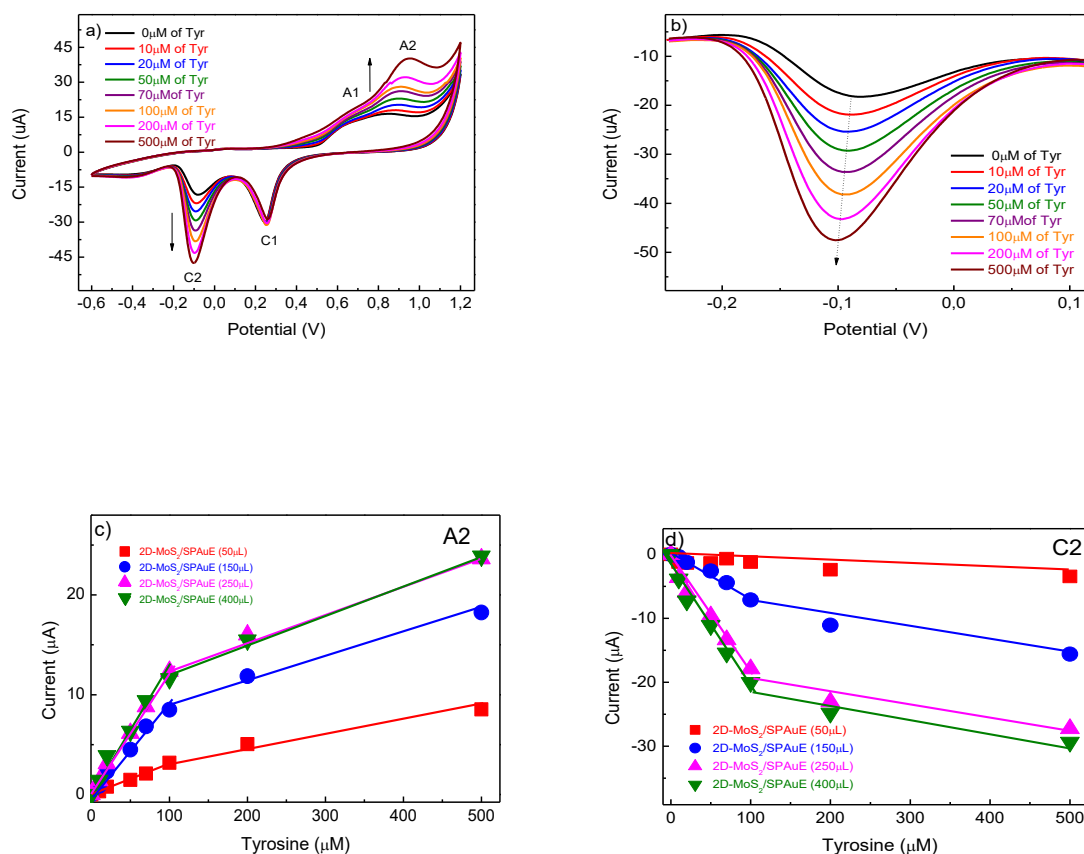 a)
0μM of Tyr
10μM of Tyr
20μM of Tyr
50μM of Tyr
70μMof Tyr
100μM of Tyr
200μM of Tyr
500μM of Tyr
A1
A2
C1
C2
45
30
15
0
-15
-30
-45
Current (uA)
-0,6 -0,4 -0,2 0,0 0,2 0,4 0,6 0,8 1,0 1,2
Potential (V)
b)
-10
-20
-30
-40
-50
Current (uA)
0μM of Tyr
10μM of Tyr
20μM of Tyr
50μM of Tyr
70μMof Tyr
100μM of Tyr
200μM of Tyr
500μM of Tyr
-0,2 -0,1 0,0 0,1
Potential (V)
c)
A2
2D-MoS2/SPAuE (50μL)
2D-MoS2/SPAuE (150μL)
2D-MoS2/SPAuE (250μL)
2D-MoS2/SPAuE (400μL)
20
10
0
Current (μA)
0 100 200 300 400 500
Tyrosine (μM)
d)
C2
0
-10
-20
-30
Current (μA)
2D-MoS2/SPAuE (50μL)
2D-MoS2/SPAuE (150μL)
2D-MoS2/SPAuE (250μL)
2D-MoS2/SPAuE (400μL)
0 100 200 300 400 500
Tyrosine (μM)